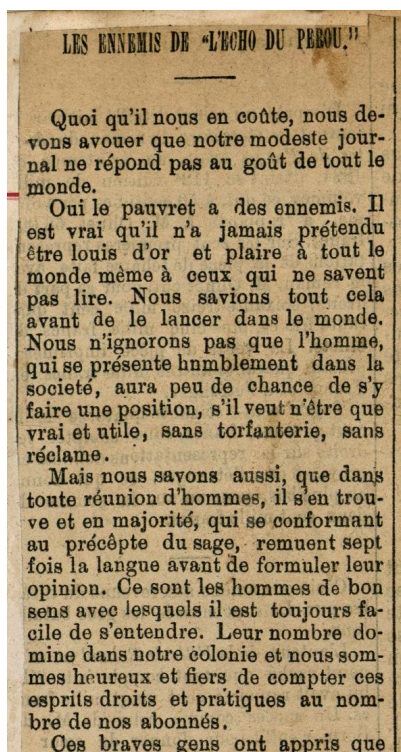 LES ENNEMIS DE "L'ECHO DU PEROU."
Quoi qu'il nous en coûte, nous de-
vons avouer que notre modeste jour-
nal ne répond pas au goût de tout le
monde.
Oui le pauvret a des ennemis. Il
est vrai qu'il n'a jamais prétendu
être louis d'or et plaire à tout le
monde mème à ceux qui ne savent
pas lire. Nous savions tout cela
avant de le lancer dans le monde.
Nous n'ignorons pas que l'homme,
qui se présente hnmblement dans la
societé, aura peu de chance de s'y
faire une position, s'il veut n'être que
vrai et utile, sans torfanterie, sans
réclame.
Mais nous savons aussi, que dans
toute réunion d'hommes, il s'en trou-
ve et en majorité, qui se conformant
au précêpte du sage, remuent sept
fois la langue avant de formuler leur
opinion. Ce sont les hommes de bon
sens avec lesquels il est toujours fa-
cile de s'entendre. Leur nombre do-
mine dans notre colonie et nous som-
mes heureux et fiers de compter ces
esprits droits et pratiques au nom-
bre de nos abonnés.
Ces braves gens ont appris que